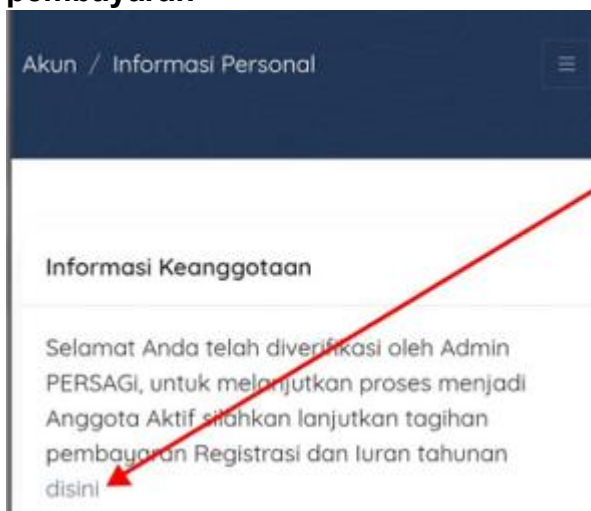 pembayaran
Akun / Informasi Personal
Informasi Keanggotaan
Selamat Anda telah diverifikasi oleh Admin
PERSAGi, untuk melanjutkan proses menjadi
Anggota Aktif silahkan lanjutkan tagihan
pembayaran Registrasi dan Iuran tahunan
disini